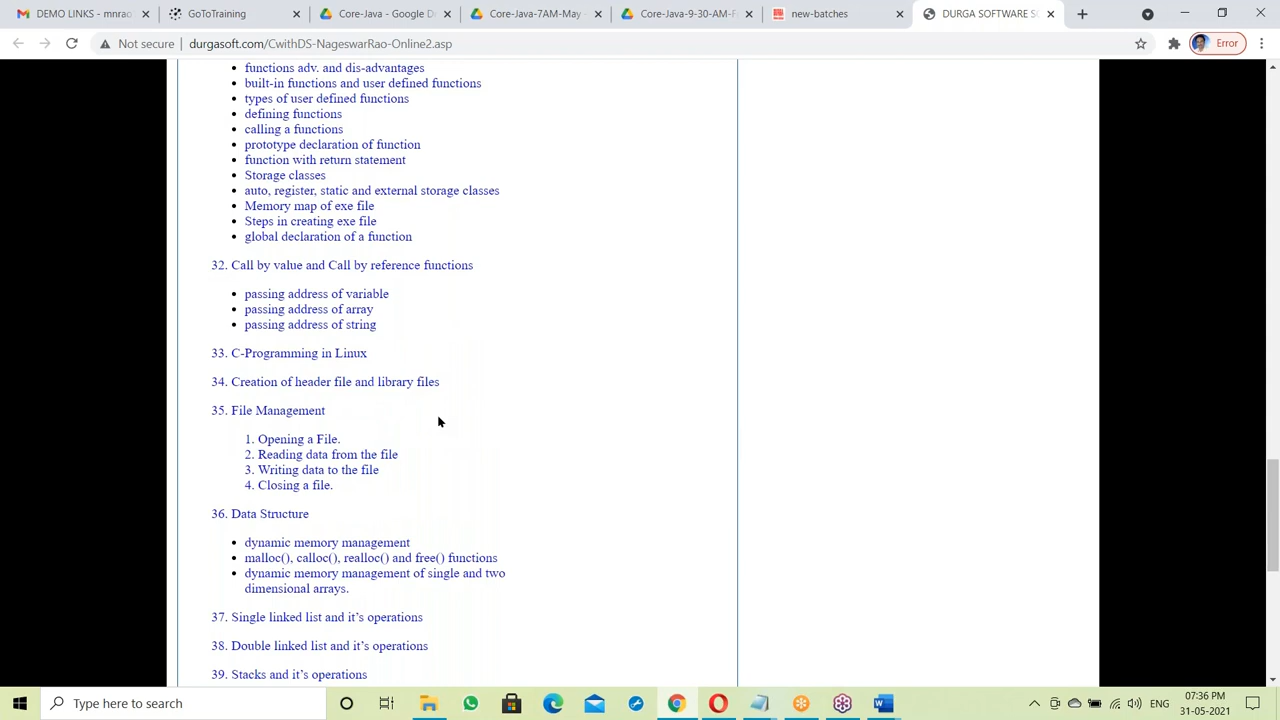 DEMO LINKS - mnrao
GoToTraining
Core-Java - Google D
Core-Java-7AM-May -
Core-Java-9-30-AM-F
new-batches
DURGA SOFTWARE S
Not secure
durgasoft.com/CwithDS-NageswarRao-Online2.asp
Error
• functions adv. and dis-advantages
• built-in functions and user defined functions
• types of user defined functions
• defining functions
• calling a functions
• prototype declaration of function
• function with return statement
• Storage classes
• auto, register, static and external storage classes
• Memory map of exe file
• Steps in creating exe file
• global declaration of a function
32. Call by value and Call by reference functions
• passing address of variable
• passing address of array
• passing address of string
33. C-Programming in Linux
34. Creation of header file and library files
35. File Management
1. Opening a File.
2. Reading data from the file
3. Writing data to the file
4. Closing a file.
36. Data Structure
• dynamic memory management
• malloc(), calloc(), realloc() and free() functions
• dynamic memory management of single and two
dimensional arrays.
37. Single linked list and it's operations
38. Double linked list and it's operations
39. Stacks and it's operations
Type here to search
ENG
07:36 PM
31-05-2021